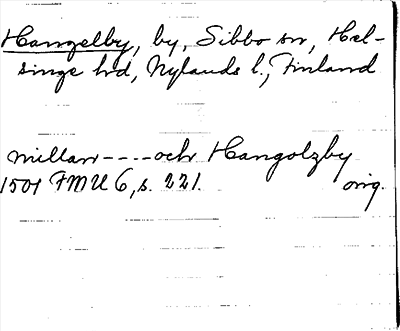 Hangelby, by, Sibbo sn, Hel-
singe hd, Nylands l., Finland
millan ---- och Hangolzby
1501 FMU 6, s. 221. orig.